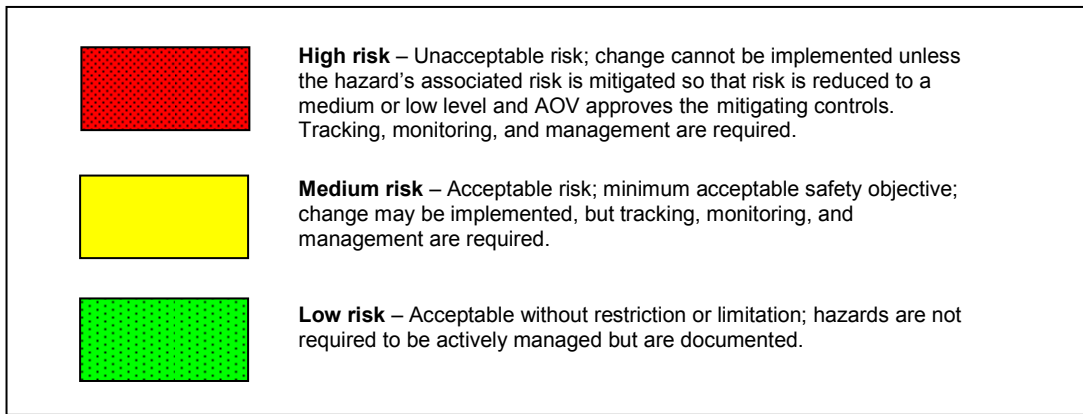 High risk – Unacceptable risk; change cannot be implemented unless
the hazard’s associated risk is mitigated so that risk is reduced to a
medium or low level and AOV approves the mitigating controls.
Tracking, monitoring, and management are required.
Medium risk – Acceptable risk; minimum acceptable safety objective;
change may be implemented, but tracking, monitoring, and
management are required.
Low risk – Acceptable without restriction or limitation; hazards are not
required to be actively managed but are documented.